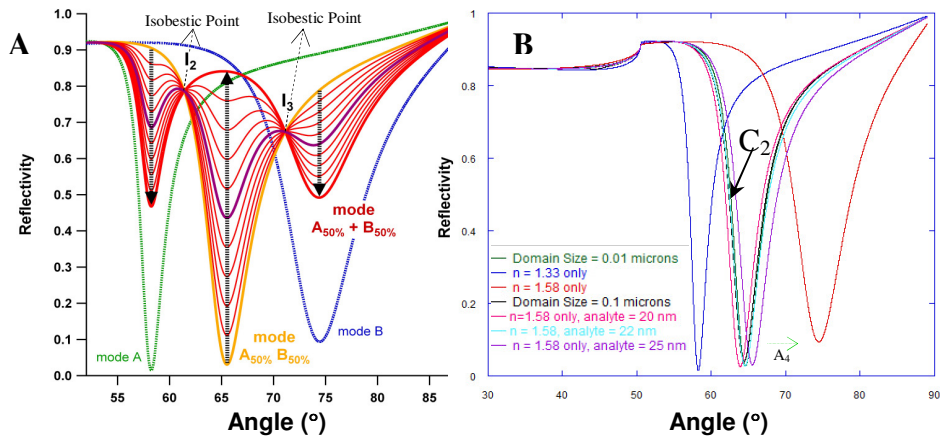 A
Isobestic Point
Isobestic Point
I2
I3
Reflectivity
1.0
0.9
0.8
0.7
0.6
0.5
0.4
0.3
0.2
0.1
0.0
mode A
mode
A50% B50%
mode
A50% + B50%
mode B
55
60
65
70
75
80
85
Angle (°)
B
Reflectivity
1
0.8
0.6
0.4
0.2
0
C2
Domain Size = 0.01 microns
n = 1.33 only
n = 1.58 only
Domain Size = 0.1 microns
n=1.58 only, analyte = 20 nm
n = 1.58, analyte = 22 nm
n = 1.58 only, analyte = 25 nm
A4
30
40
50
60
70
80
90
Angle (°)